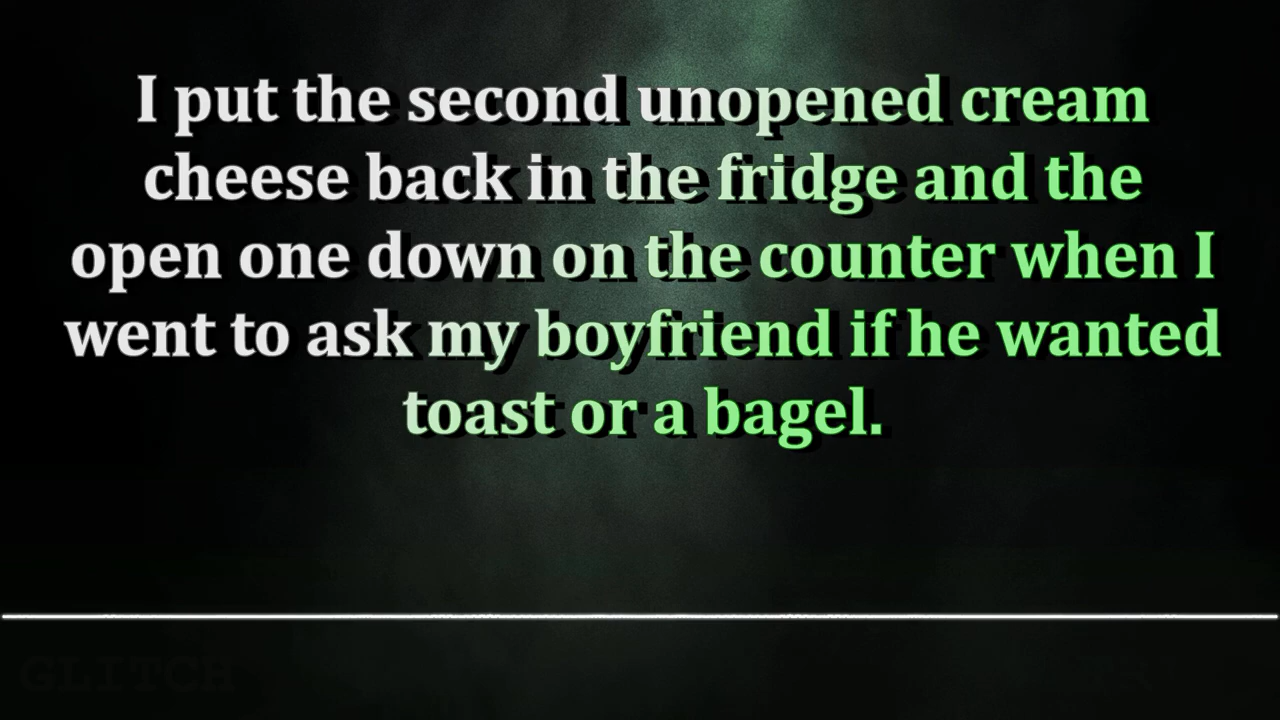 I put the second unopened cream
cheese back in the fridge and the
open one down on the counter when I
went to ask my boyfriend if he wanted
toast or a bagel.
GLITCH